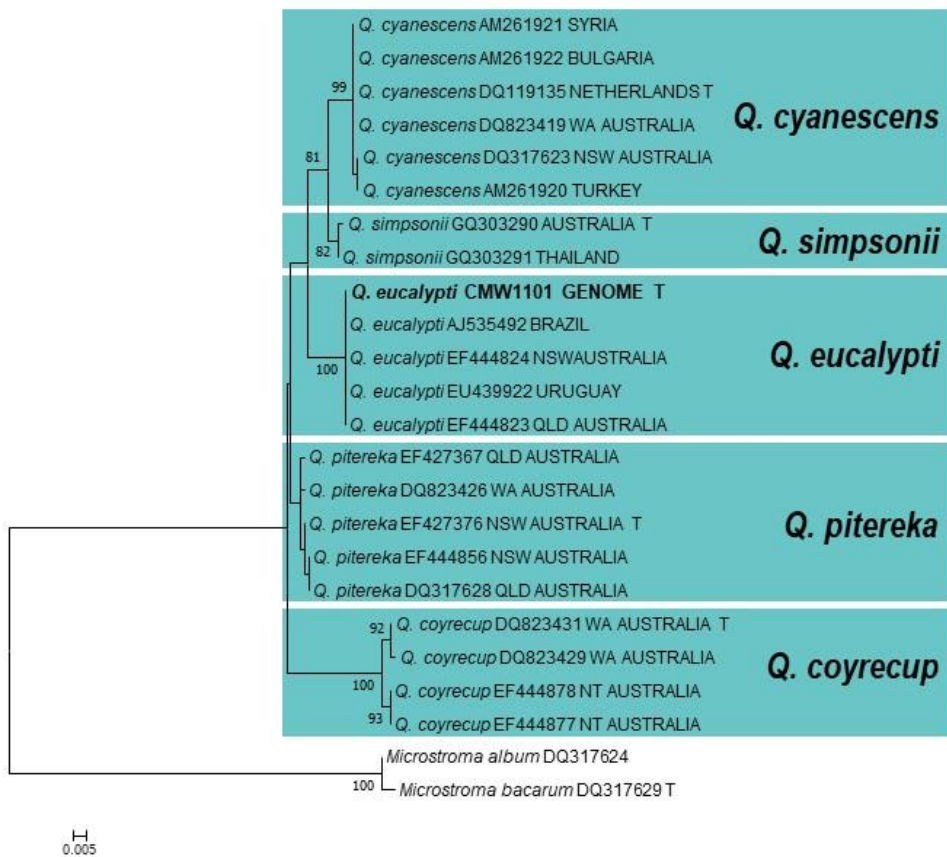 Q. cyanescens AM261921 SYRIA
Q. cyanescens AM261922 BULGARIA
99
Q. cyanescens DQ119135 NETHERLANDS T
Q. cyanescens
Q. cyanescens DQ823419 WA AUSTRALIA
81
Q. cyanescens DQ317623 NSW AUSTRALIA
Q. cyanescens AM261920 TURKEY
Q. simpsonii GQ303290 AUSTRALIA T
Q. simpsonii
82
Q. simpsonii GQ303291 THAILAND
Q. eucalypti CMW1101 GENOME T
Q. eucalypti AJ535492 BRAZIL
Q. eucalypti EF444824 NSWAUSTRALIA
Q. eucalypti
100
Q. eucalypti EU439922 URUGUAY
Q. eucalypti EF444823 QLD AUSTRALIA
Q. pitereka EF427367 QLD AUSTRALIA
Q. pitereka DQ823426 WA AUSTRALIA
Q. pitereka EF427376 NSW AUSTRALIA T
Q. pitereka
Q. pitereka EF444856 NSW AUSTRALIA
Q. pitereka DQ317628 QLD AUSTRALIA
92
Q. coyrecup DQ823431 WA AUSTRALIA T
Q. coyrecup DQ823429 WA AUSTRALIA
Q. coyrecup
100
Q. coyrecup EF444878 NT AUSTRALIA
93
Q. coyrecup EF444877 NT AUSTRALIA
Microstroma album DQ317624
100
Microstroma bacarum DQ317629 T
0.005